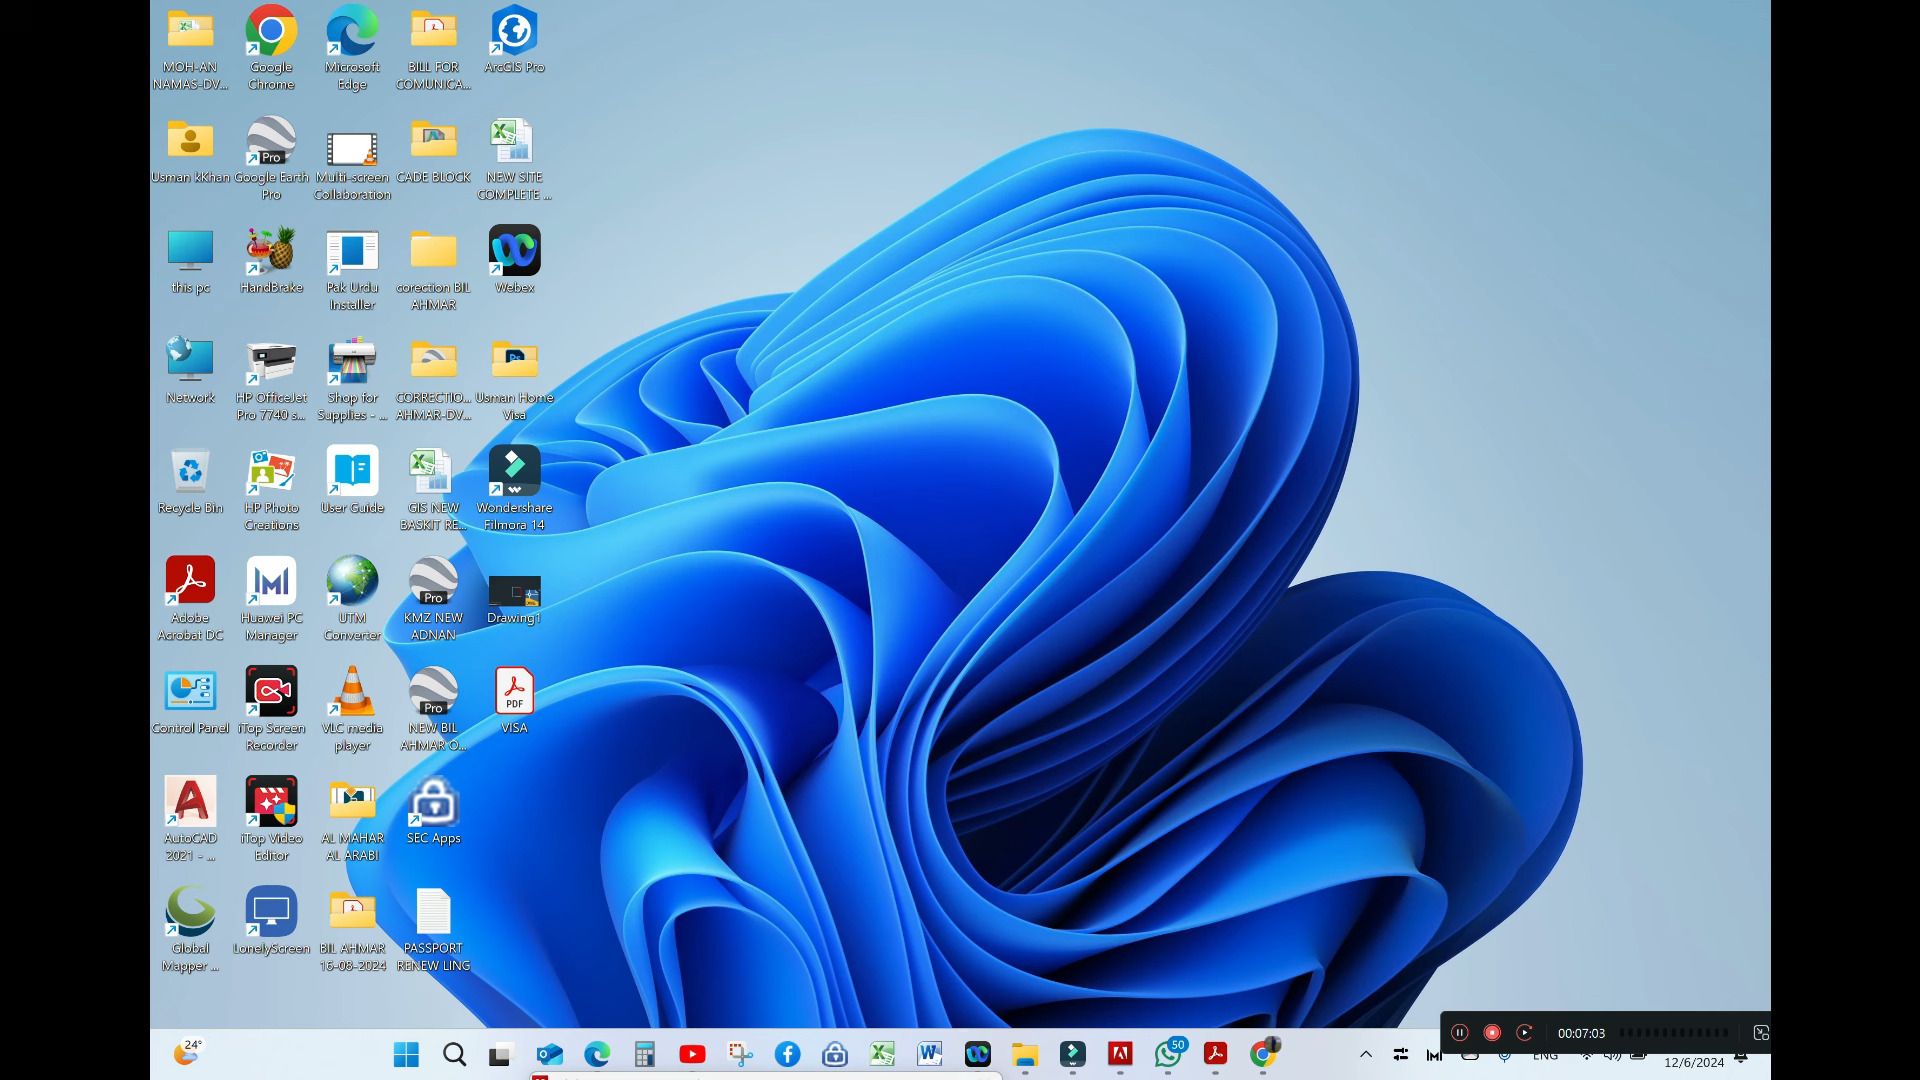 MOH-AN
NAMAS-DV...
Google
Chrome
Microsoft
Edge
BILL FOR
COMUNICA...
ArcGIS Pro
Usman kKhan
Pro
Google Earth
Pro
Multi-screen
Collaboration
CADE BLOCK
NEW SITE
COMPLETE ...
this pc
HandBrake
Pak Urdu
Installer
corection BIL
AHMAR
Webex
Network
HP OfficeJet
Pro 7740 s...
Shop for
Supplies - ...
CORRECTIO...
AHMAR-DV...
Ps
Usman Home
Visa
Recycle Bin
HP Photo
Creations
User Guide
GIS NEW
BASKIT RE...
Wondershare
Filmora 14
Adobe
Acrobat DC
Huawei PC
Manager
UTM
Converter
Pro
KMZ NEW
ADNAN
Drawing1
Control Panel
iTop Screen
Recorder
VLC media
player
Pro
NEW BIL
AHMAR O...
PDF
VISA
AutoCAD
2021 - ...
iTop Video
Editor
AL MAHAR
AL ARABI
SEC Apps
Global
Mapper ...
LonelyScreen
BIL AHMAR
16-08-2024
PASSPORT
RENEW LING
00:07:03
24°
50
ENG
12/6/2024